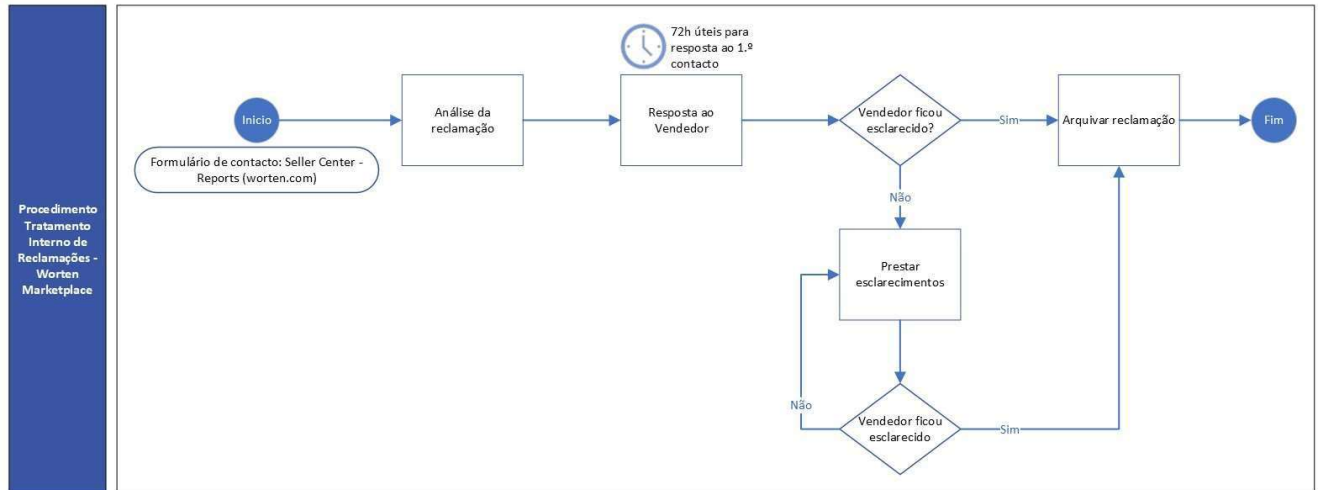 Procedimento
Tratamento
Interno de
Reclamações -
Worten
Marketplace
Inicio
Formulário de contacto: Seller Center -
Reports (worten.com)
Análise da
reclamação
72h úteis para
resposta ao 1.º
contacto
Resposta ao
Vendedor
Vendedor ficou
esclarecido?
Sim
Arquivar reclamação
Fim
Não
Prestar
esclarecimentos
Não
Vendedor ficou
esclarecido
Sim